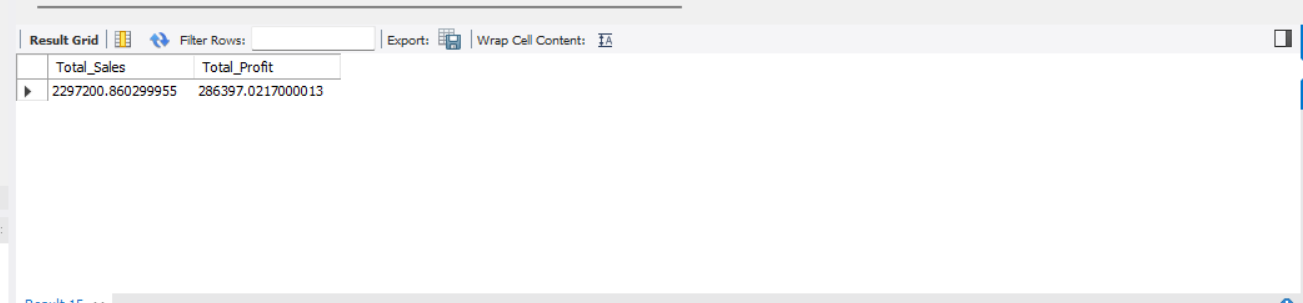 Result Grid Filter Rows: Export: Wrap Cell Content:
Total_Sales Total_Profit
2297200.860299955 286397.0217000013